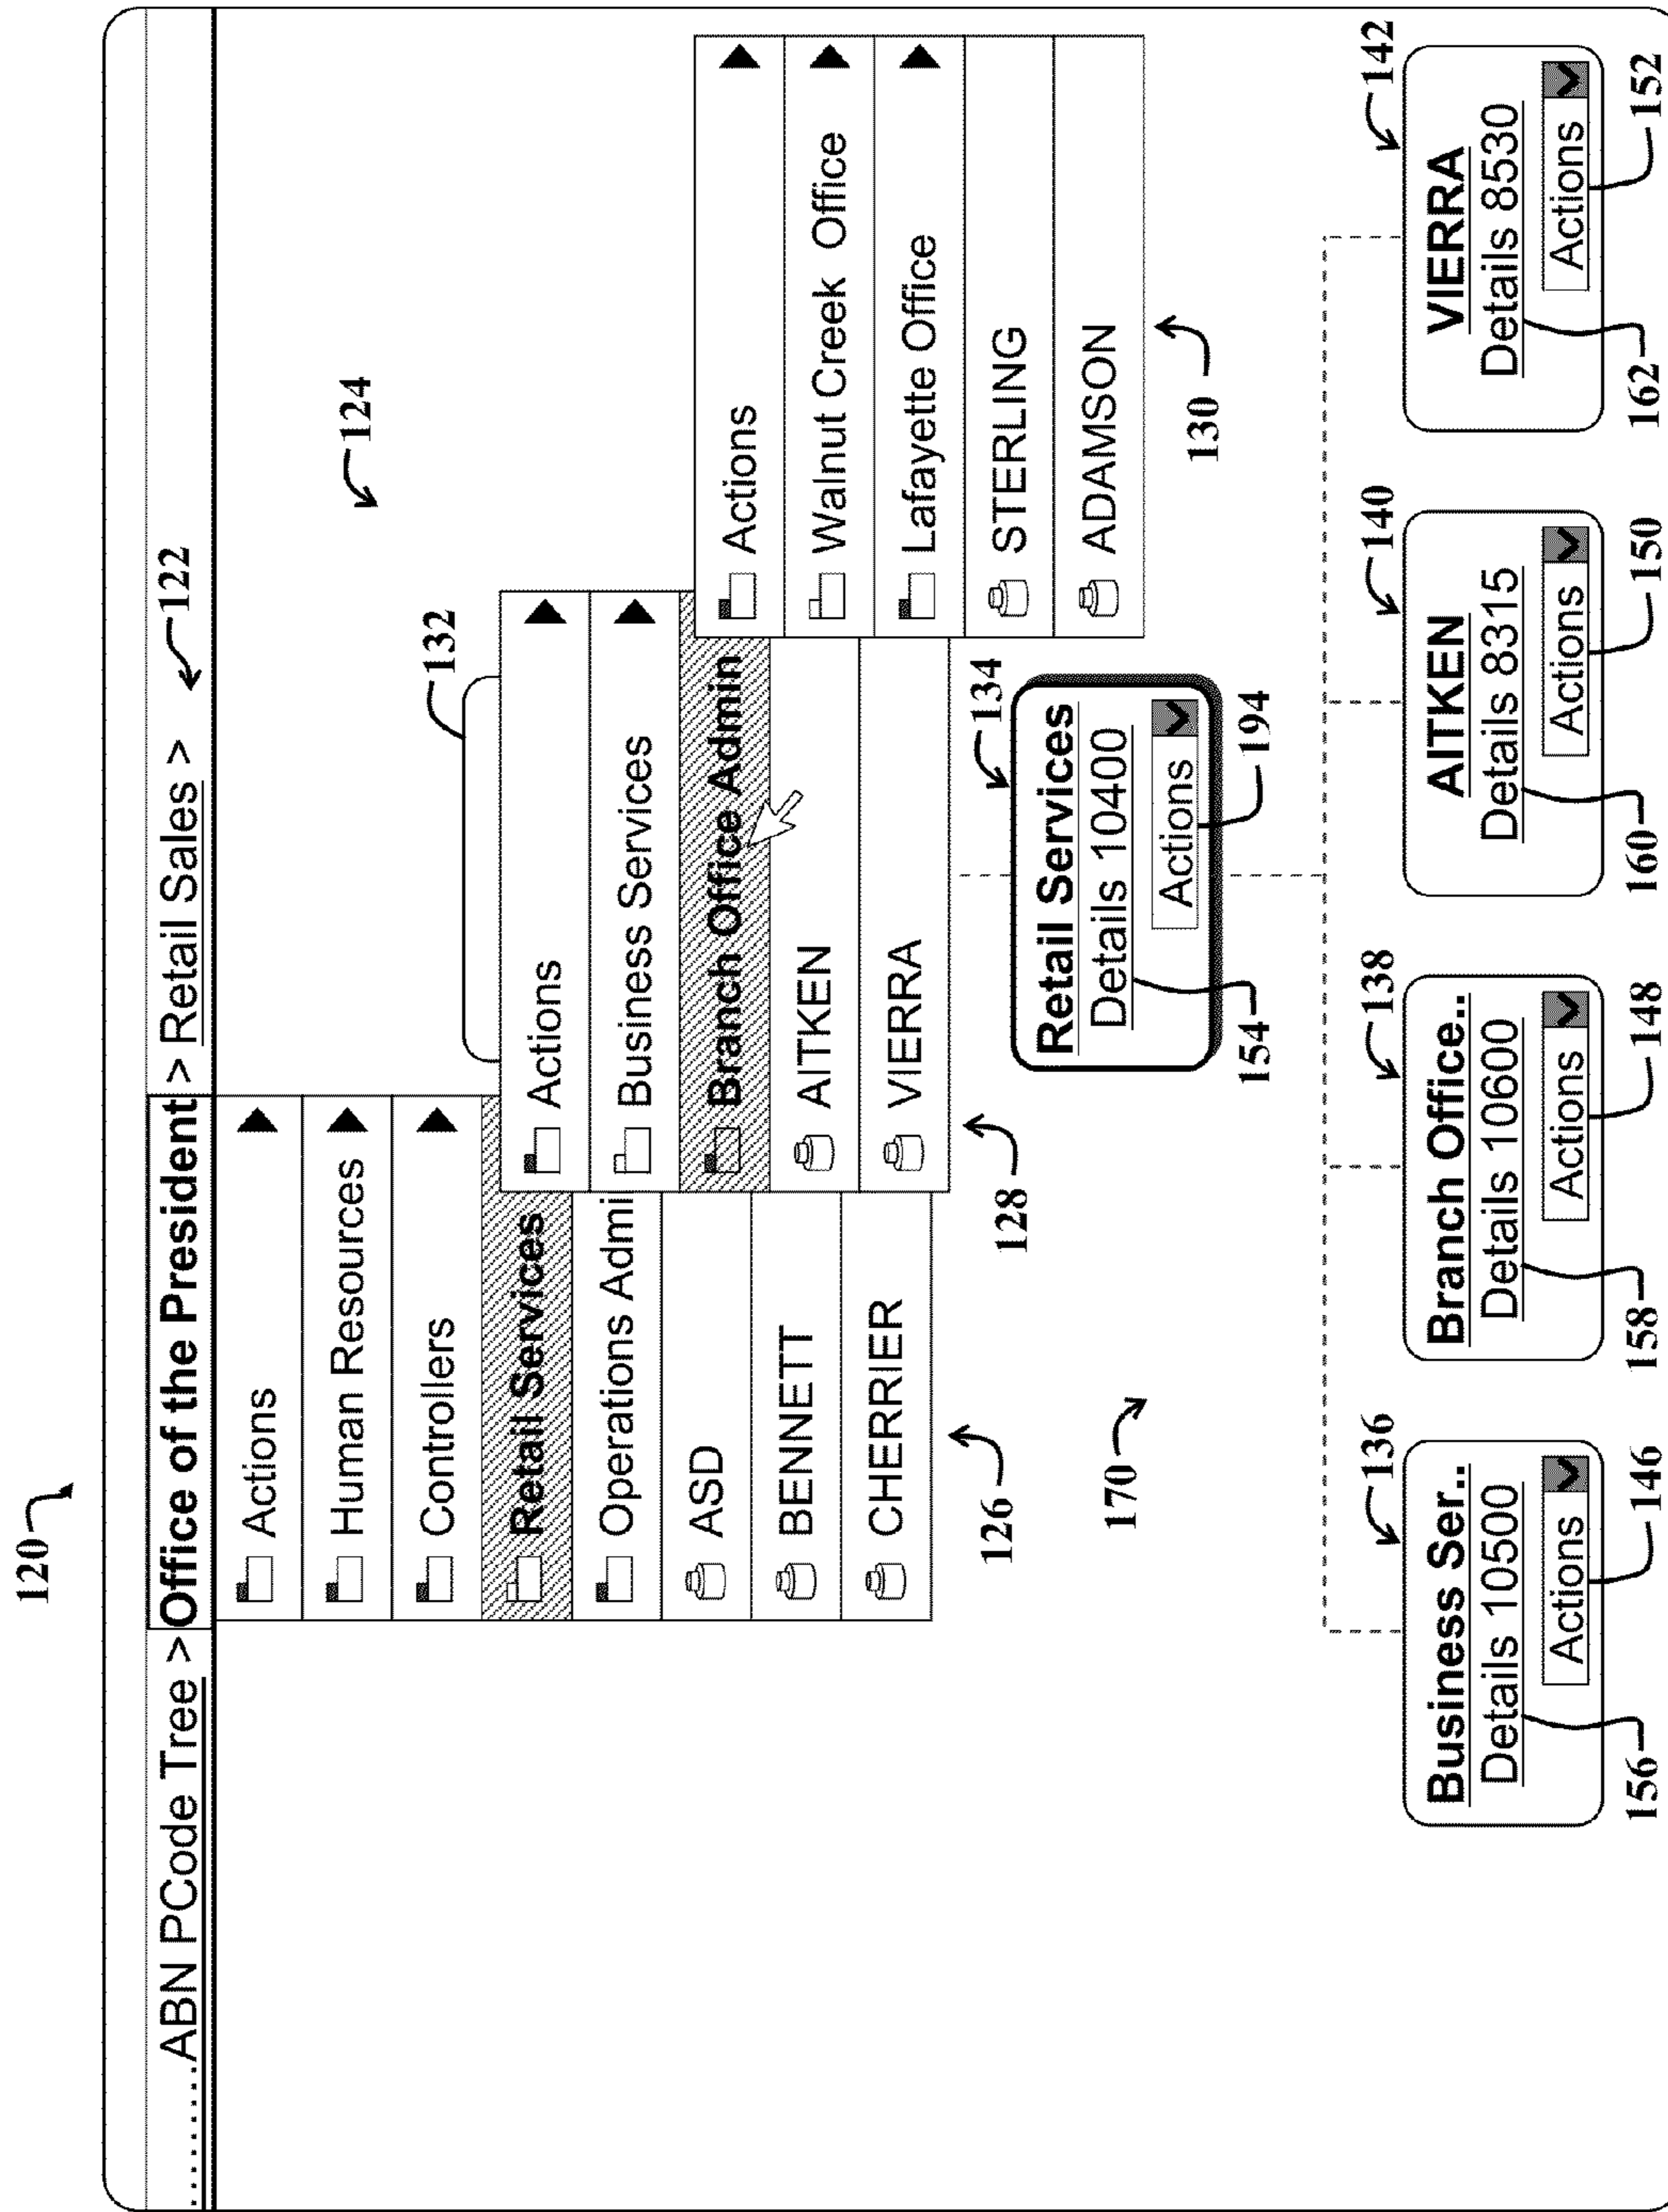 120
..........ABN PCode Tree > Office of the President > Retail Sales > 122
124
Actions
Human Resources
Controllers
Retail Services
Operations Admi
ASD
BENNETT
CHERRIER
126
132
Actions
Business Services
Branch Office Admin
AITKEN
VIERRA
128
Actions
Walnut Creek Office
Lafayette Office
STERLING
ADAMSON
130
134
Retail Services
Details 10400
Actions
154
194
170
136
Business Ser..
Details 10500
Actions
156
146
138
Branch Office..
Details 10600
Actions
158
148
140
AITKEN
Details 8315
Actions
160
150
142
VIERRA
Details 8530
Actions
162
152